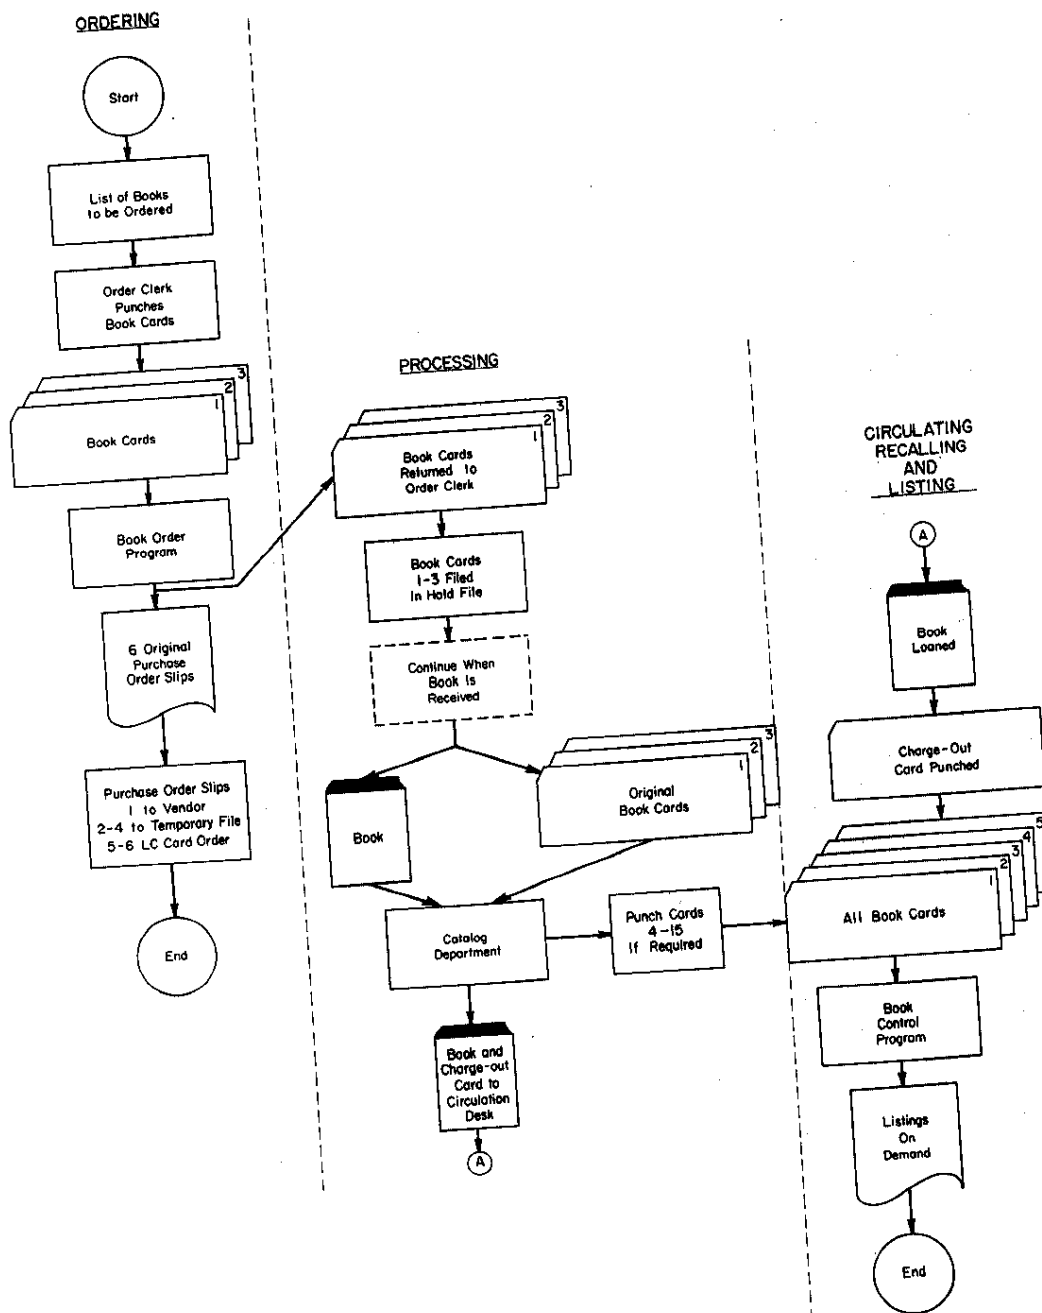 ORDERING
Start
List of Books
to be Ordered
Order Clerk
Punches
Book Cards
3
2
1
Book Cards
Book Order
Program
6 Original
Purchase
Order Slips
Purchase Order Slips
1 to Vendor
2-4 to Temporary File
5-6 LC Card Order
End
PROCESSING
3
2
1
Book Cards
Returned to
Order Clerk
Book Cards
1-3 Filed
In Hold File
Continue When
Book Is
Received
Book
3
2
1
Original
Book Cards
Catalog
Department
Punch Cards
4-15
If Required
Book and
Charge-out
Card to
Circulation
Desk
A
CIRCULATING
RECALLING
AND
LISTING
A
Book
Loaned
Charge-Out
Card Punched
5
4
3
2
1
All Book Cards
Book
Control
Program
Listings
On
Demand
End